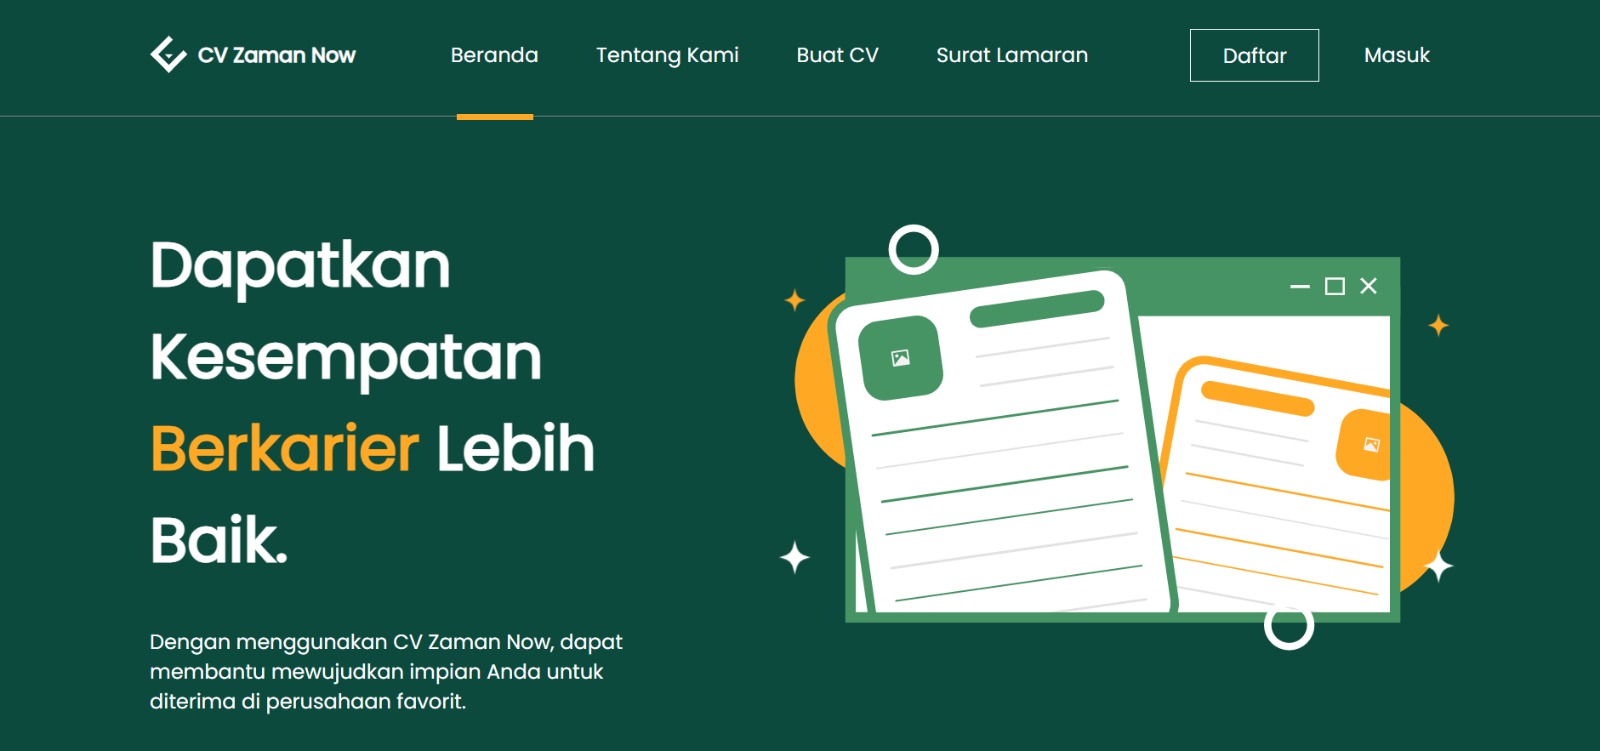 CV Zaman Now
Beranda
Tentang Kami
Buat CV
Surat Lamaran
Daftar
Masuk
Dapatkan
Kesempatan
Berkarier Lebih
Baik.
Dengan menggunakan CV Zaman Now, dapat
membantu mewujudkan impian Anda untuk
diterima di perusahaan favorit.